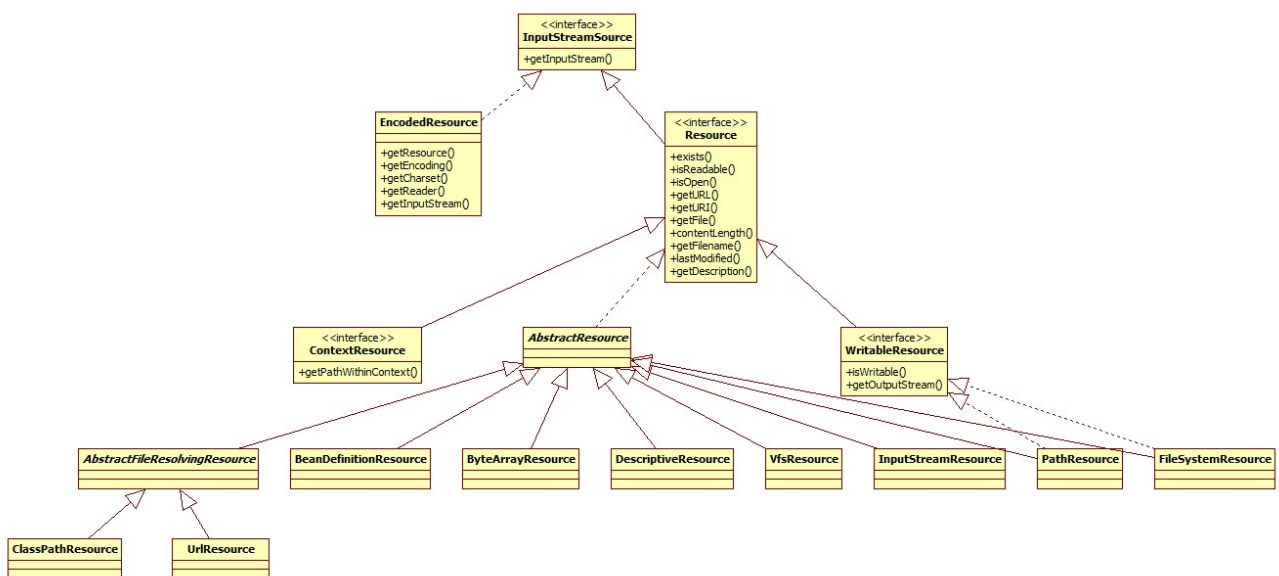 <<interface>>
InputStreamSource
+getInputStream()
EncodedResource
+getResource()
+getEncoding()
+getCharset()
+getReader()
+getInputStream()
<<interface>>
Resource
+exists()
+isReadable()
+isOpen()
+getURL()
+getURI()
+getFile()
+contentLength()
+getFilename()
+lastModified()
+getDescription()
<<interface>>
ContextResource
+getPathWithinContext()
AbstractResource
<<interface>>
WritableResource
+isWritable()
+getOutputStream()
AbstractFileResolvingResource
BeanDefinitionResource
ByteArrayResource
DescriptiveResource
VfsResource
InputStreamResource
PathResource
FileSystemResource
ClassPathResource
UrlResource